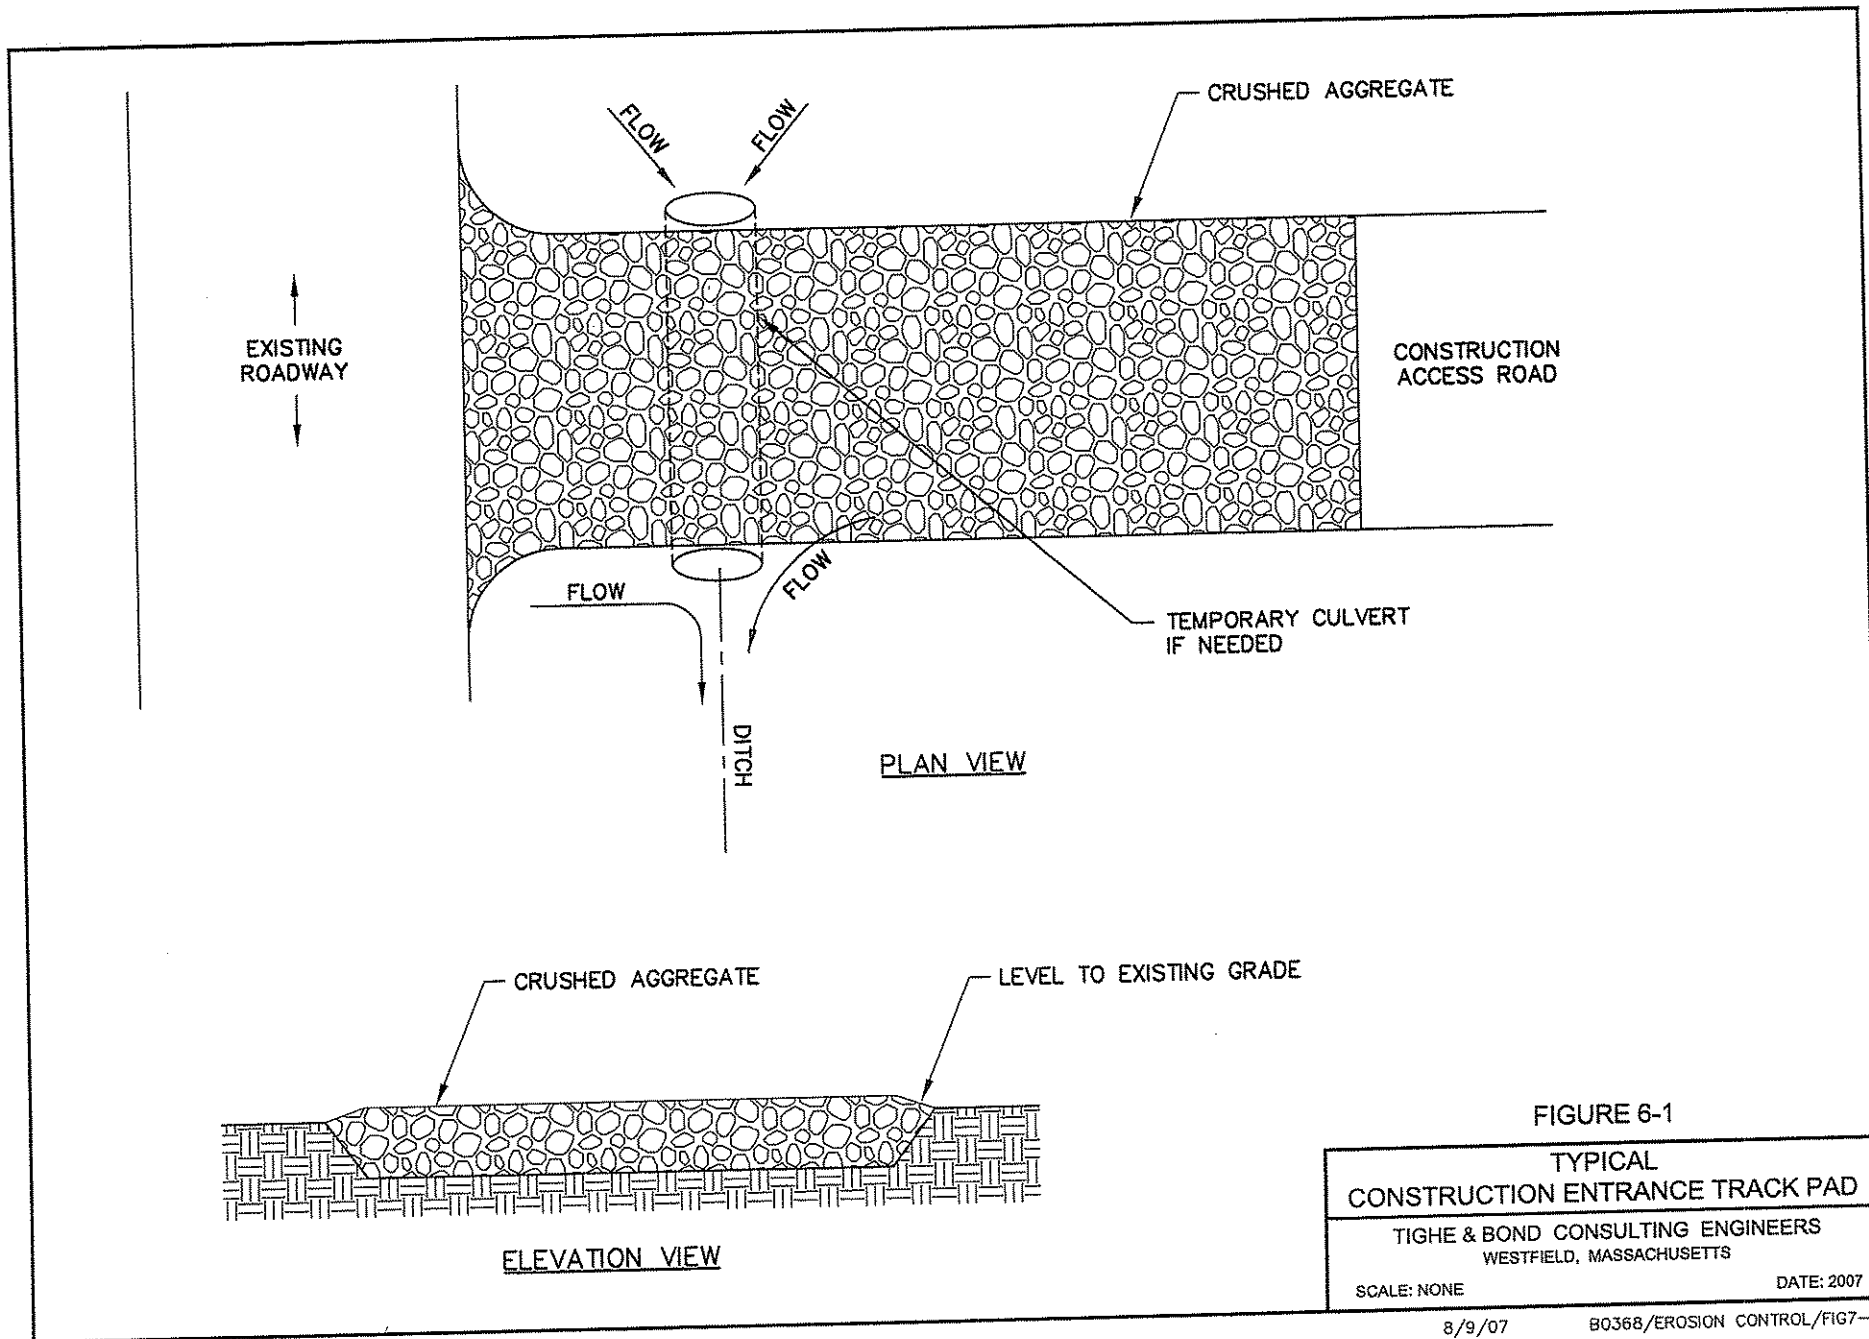 CRUSHED AGGREGATE
FLOW
FLOW
EXISTING
ROADWAY
CONSTRUCTION
ACCESS ROAD
FLOW
FLOW
TEMPORARY CULVERT
IF NEEDED
DITCH
PLAN VIEW
CRUSHED AGGREGATE
LEVEL TO EXISTING GRADE
ELEVATION VIEW
FIGURE 6-1
TYPICAL
CONSTRUCTION ENTRANCE TRACK PAD
TIGHE & BOND CONSULTING ENGINEERS
WESTFIELD, MASSACHUSETTS
SCALE: NONE
DATE: 2007
8/9/07
B0368/EROSION CONTROL/FIG7-